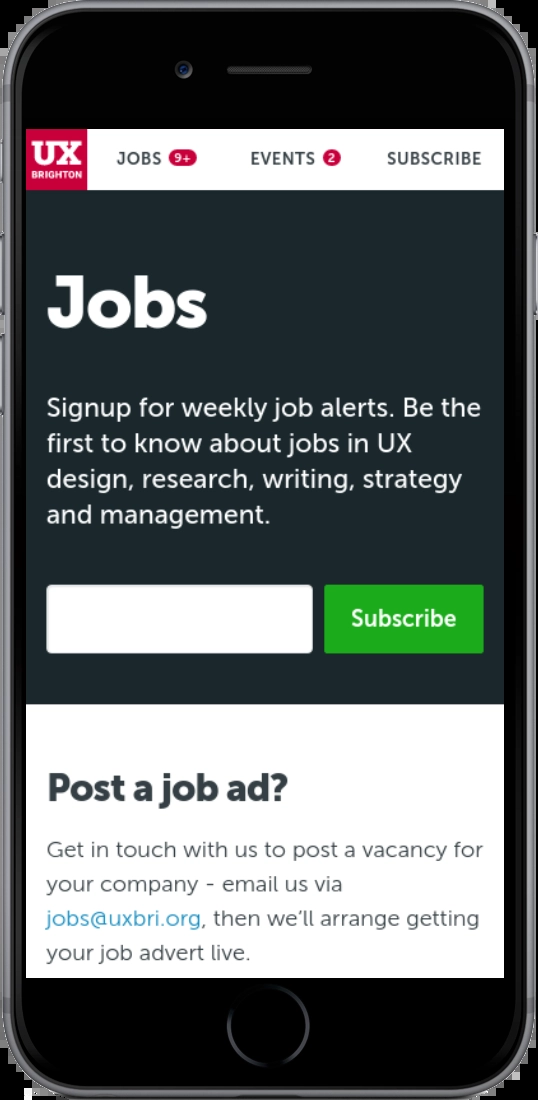 UX
BRIGHTON
JOBS 9+ EVENTS 2 SUBSCRIBE
Jobs
Signup for weekly job alerts. Be the
first to know about jobs in UX
design, research, writing, strategy
and management.
Subscribe
Post a job ad?
Get in touch with us to post a vacancy for
your company - email us via
jobs@uxbri.org, then we’ll arrange getting
your job advert live.